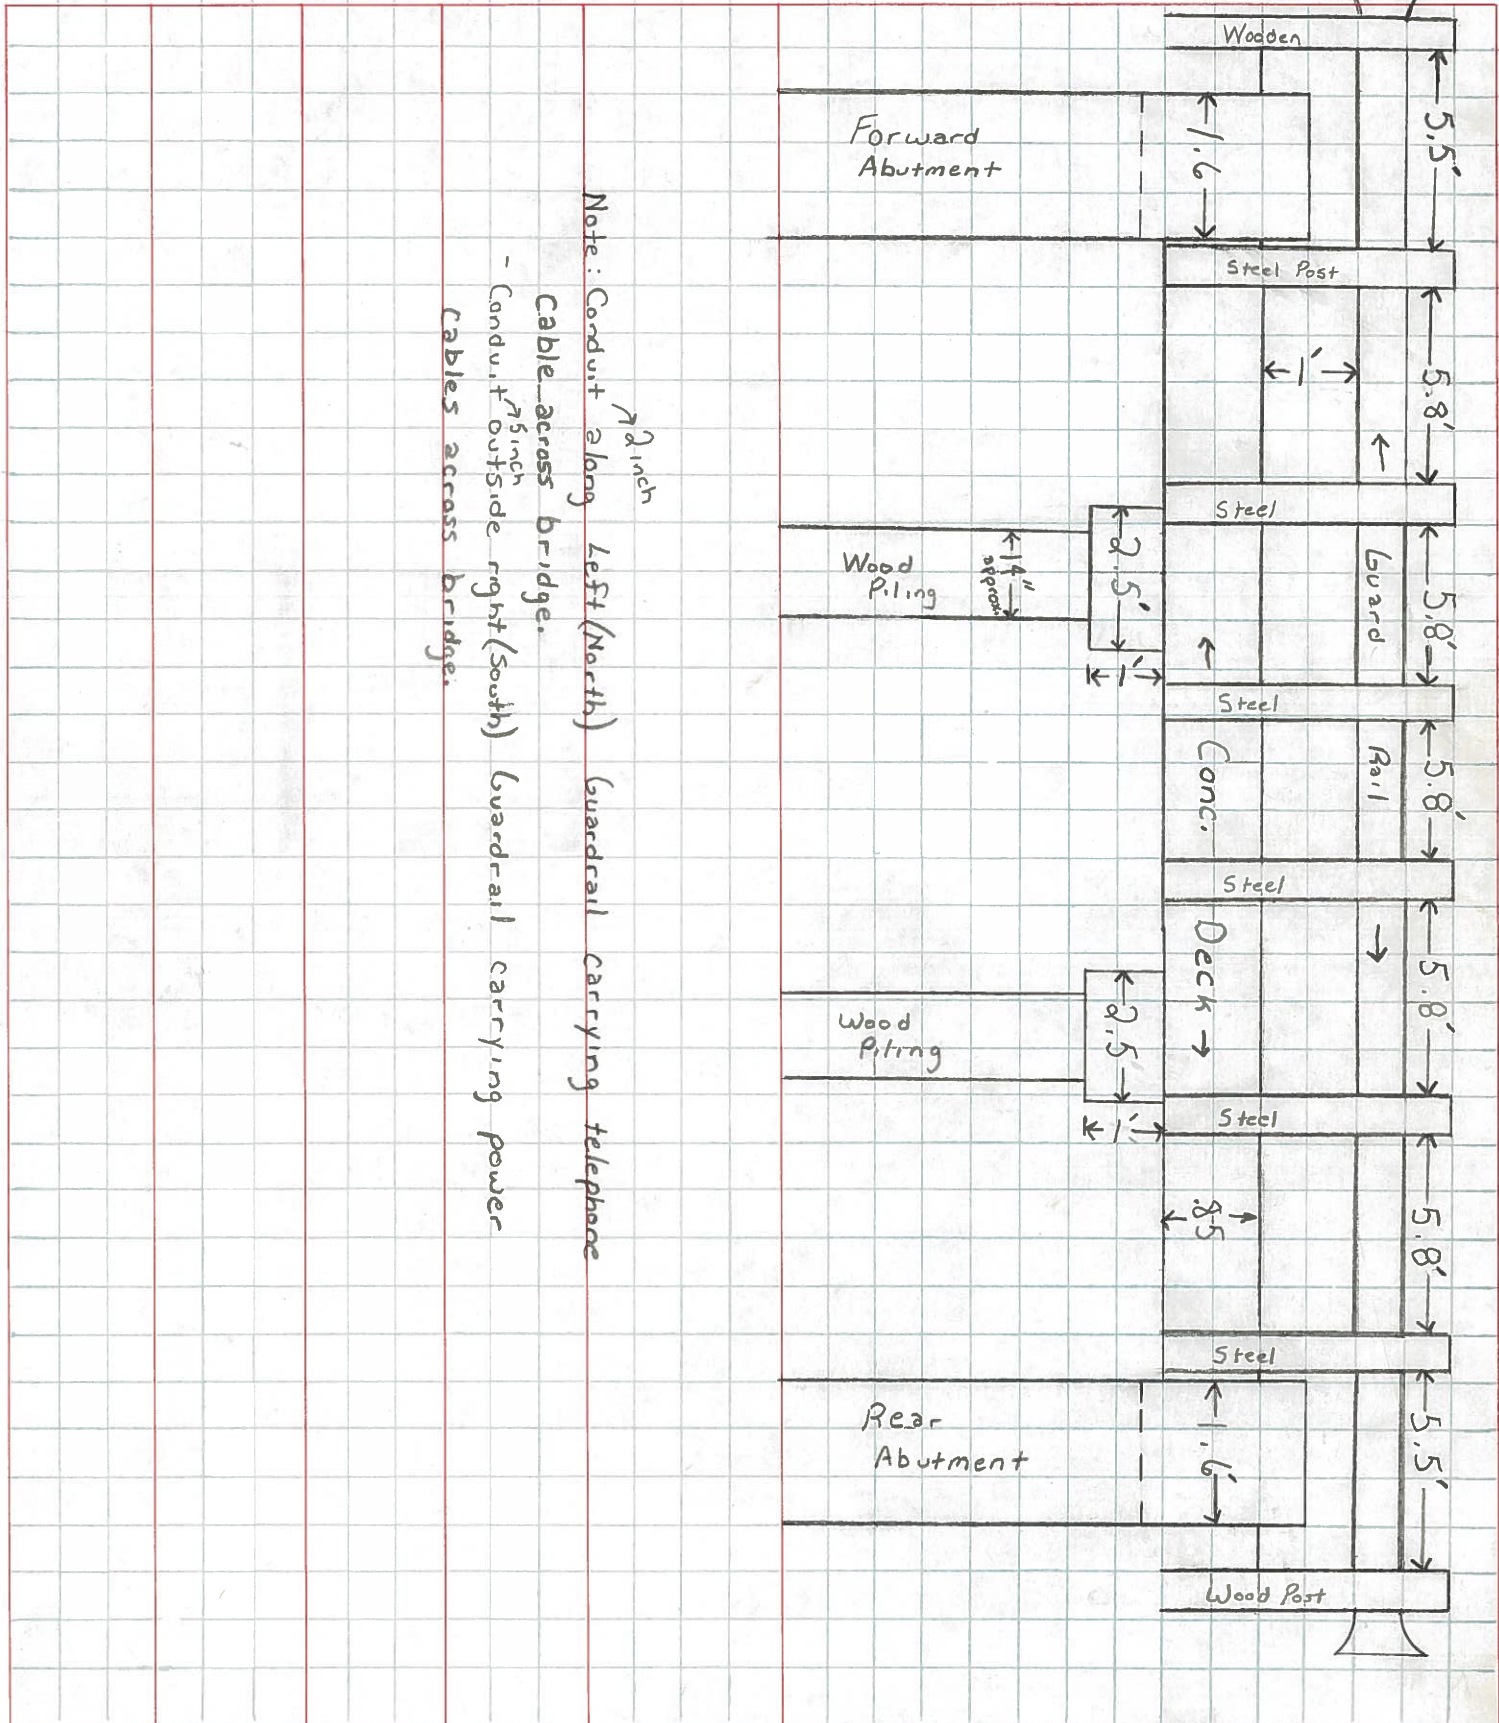 Wooden
5.5'
Forward
Abutment
1.6
Steel Post
5.8'
1'
Steel
5.8'
Guard
Wood
Piling
14"
approx.
2.5'
1'
Steel
5.8'
Rail
Conc.
Steel
5.8'
Deck
Wood
Piling
2.5'
1'
Steel
5.8'
.85
Steel
5.5'
Rear
Abutment
1.6'
Wood Post
2 inch
Note: Conduit along Left (North) Guardrail carrying telephone
Cable across bridge.
5 inch
- Conduit outside right (South) Guardrail carrying power
Cables across bridge.